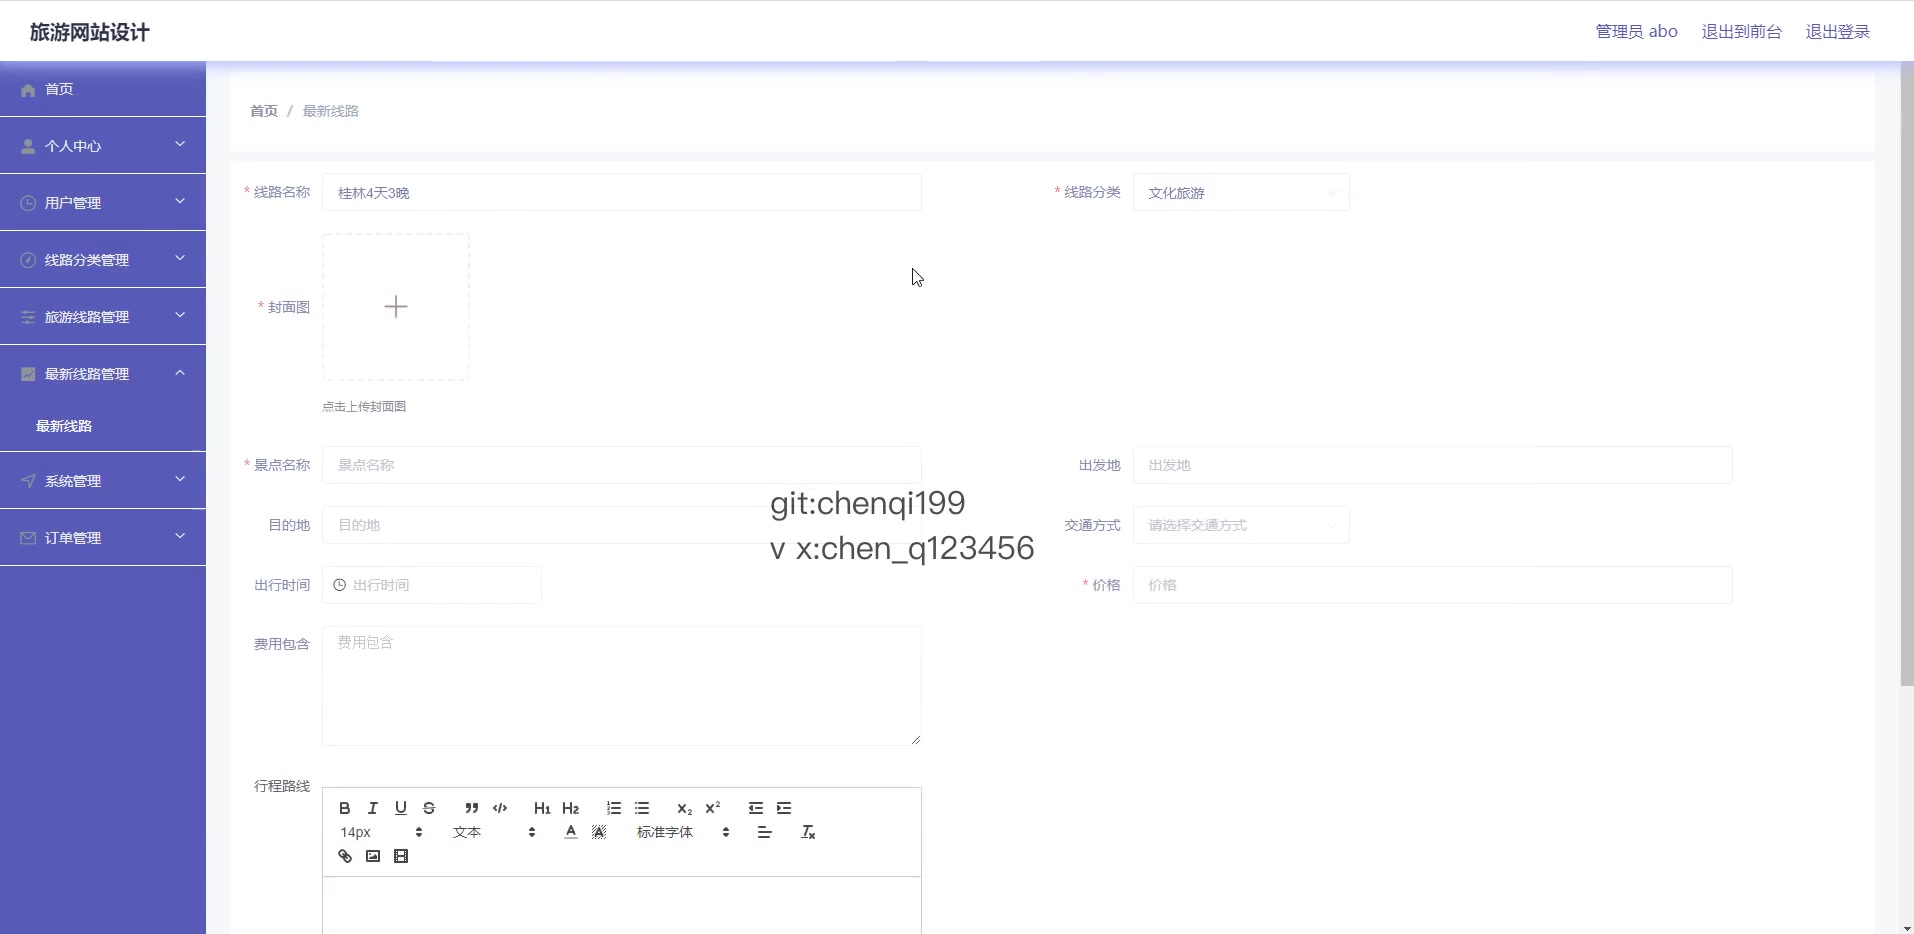 旅游网站设计
管理员 abo 退出到前台 退出登录
首页
个人中心
用户管理
线路分类管理
旅游线路管理
最新线路管理
最新线路
系统管理
订单管理
首页 / 最新线路
* 线路名称 桂林4天3晚
* 线路分类 文化旅游
* 封面图
点击上传封面图
* 景点名称 景点名称
出发地 出发地
目的地 目的地
交通方式 请选择交通方式
出行时间 出行时间
* 价格 价格
费用包含 费用包含
行程路线
14px 文本 标准字体
git:chenqi199
v x:chen_q123456